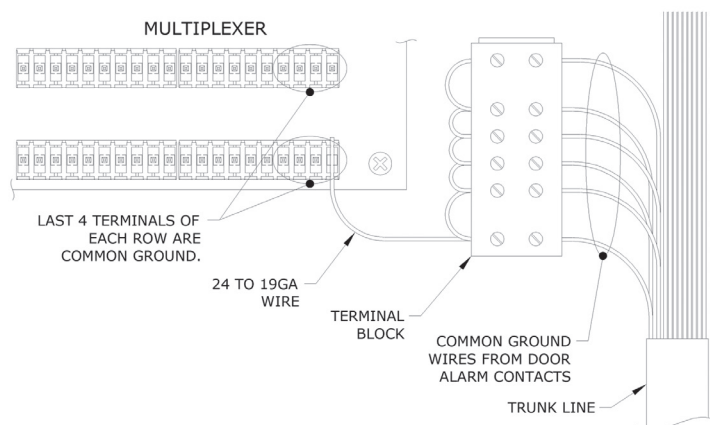 MULTIPLEXER
LAST 4 TERMINALS OF
EACH ROW ARE
COMMON GROUND.
24 TO 19GA
WIRE
TERMINAL
BLOCK
COMMON GROUND
WIRES FROM DOOR
ALARM CONTACTS
TRUNK LINE